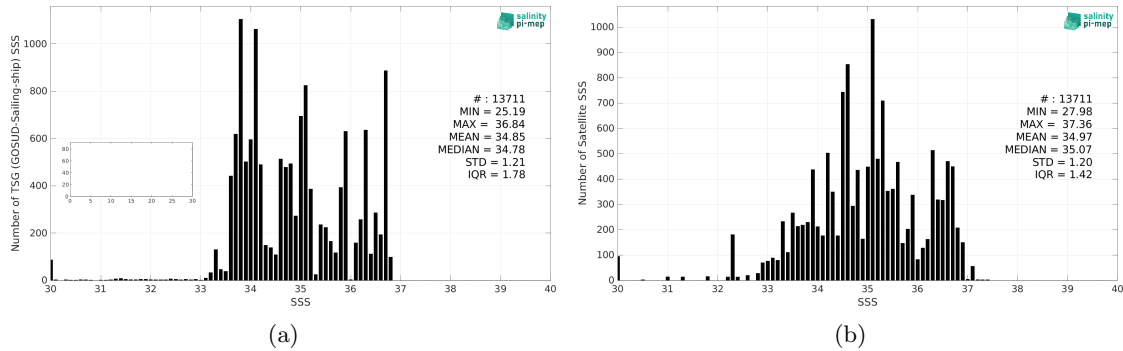 salinity
pi-mep
Number of TSG (GOSUD-Sailing-ship) SSS
1000
800
600
400
200
0
# : 13711
MIN = 25.19
MAX = 36.84
MEAN = 34.85
MEDIAN = 34.78
STD = 1.21
IQR = 1.78
80
60
40
20
0
0 5 10 15 20 25 30
30 31 32 33 34 35 36 37 38 39 40
SSS
(a)
salinity
pi-mep
Number of Satellite SSS
1000
900
800
700
600
500
400
300
200
100
# : 13711
MIN = 27.98
MAX = 37.36
MEAN = 34.97
MEDIAN = 35.07
STD = 1.20
IQR = 1.42
30 31 32 33 34 35 36 37 38 39 40
SSS
(b)